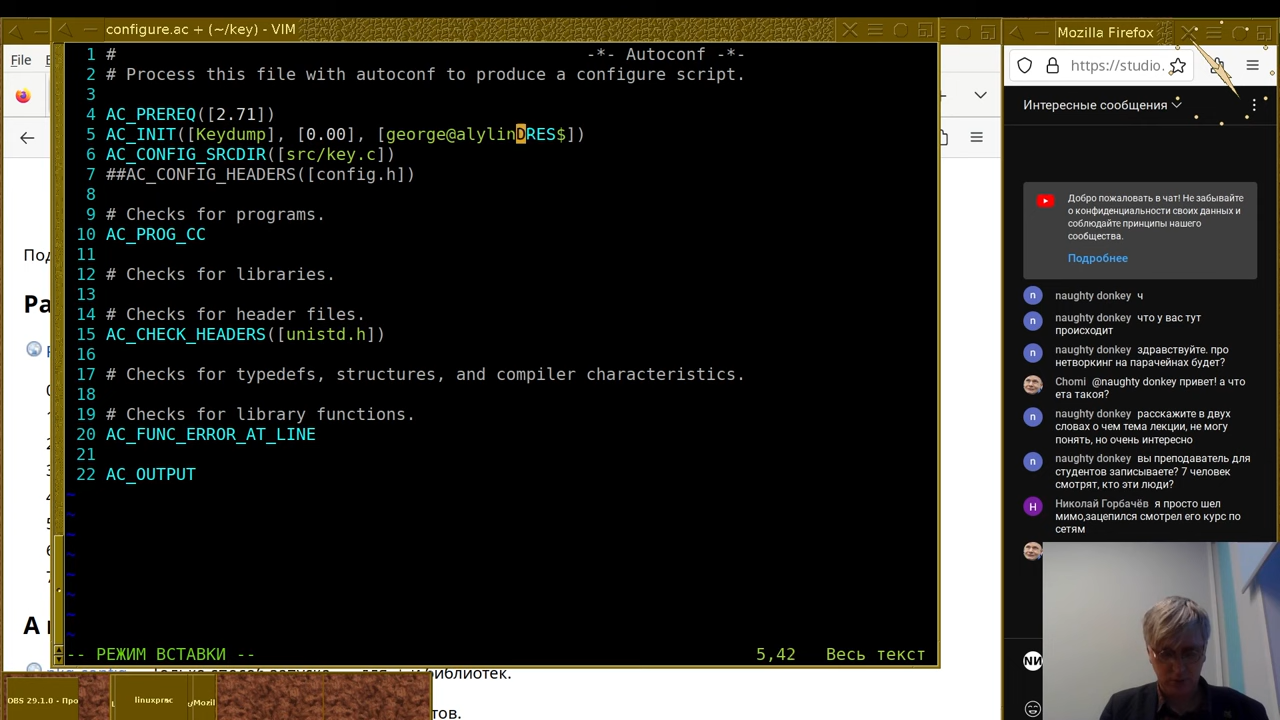 configure.ac + (~/key) - VIM
Mozilla Firefox
File
https://studio.
Интересные сообщения
1 # -*- Autoconf -*-
2 # Process this file with autoconf to produce a configure script.
3
4 AC_PREREQ([2.71])
5 AC_INIT([Keydump], [0.00], [george@alylinDRES$])
6 AC_CONFIG_SRCDIR([src/key.c])
7 ##AC_CONFIG_HEADERS([config.h])
8
9 # Checks for programs.
10 AC_PROG_CC
11
12 # Checks for libraries.
13
14 # Checks for header files.
15 AC_CHECK_HEADERS([unistd.h])
16
17 # Checks for typedefs, structures, and compiler characteristics.
18
19 # Checks for library functions.
20 AC_FUNC_ERROR_AT_LINE
21
22 AC_OUTPUT
~
~
~
~
~
~
~
~
-- РЕЖИМ ВСТАВКИ -- 5,42 Весь текст
Добро пожаловать в чат! Не забывайте
о конфиденциальности своих данных и
соблюдайте принципы нашего
сообщества.
Подробнее
naughty donkey ч
naughty donkey что у вас тут
происходит
naughty donkey здравствуйте. про
нетворкинг на парачейнах будет?
Chomi @naughty donkey привет! а что
ета такоя?
naughty donkey расскажите в двух
словах о чем тема лекции, не могу
понять, но очень интересно
naughty donkey вы преподаватель для
студентов записываете? 7 человек
смотрят, кто эти люди?
Николай Горбачёв я просто шел
мимо,зацепился смотрел его курс по
сетям
DBS 29.1.0 - Про
linuxprac